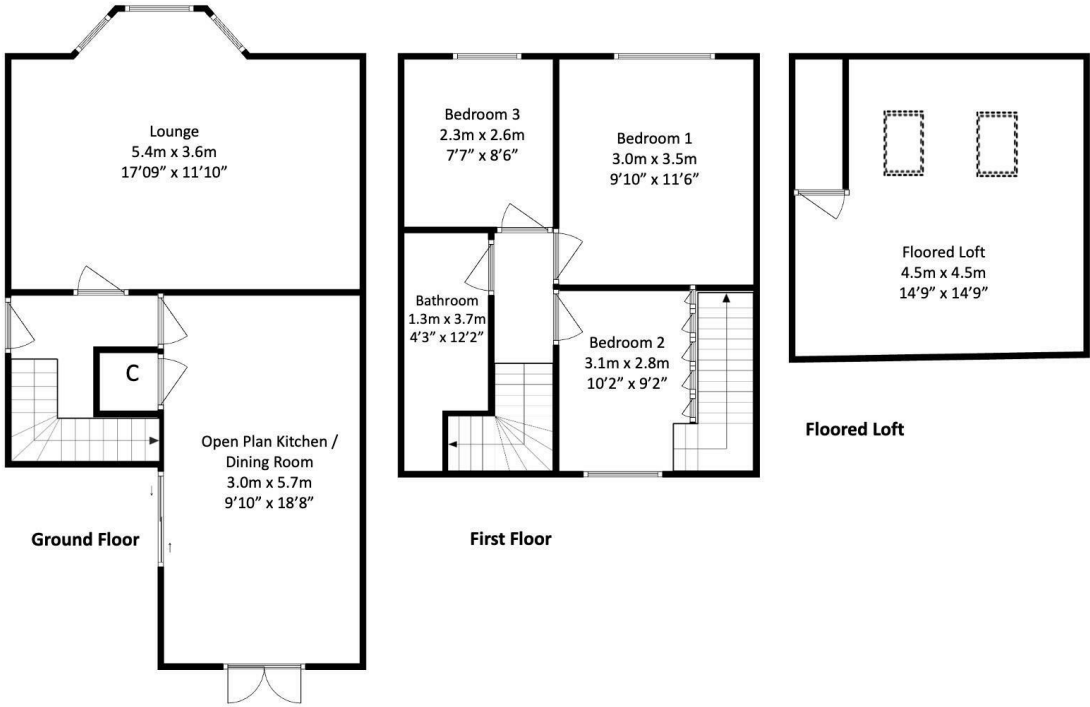 Lounge
5.4m x 3.6m
17’09” x 11’10”
C
Open Plan Kitchen /
Dining Room
3.0m x 5.7m
9’10” x 18’8”
Ground Floor
Bedroom 3
2.3m x 2.6m
7’7” x 8’6”
Bedroom 1
3.0m x 3.5m
9’10” x 11’6”
Bathroom
1.3m x 3.7m
4’3” x 12’2”
Bedroom 2
3.1m x 2.8m
10’2” x 9’2”
First Floor
Floored Loft
4.5m x 4.5m
14’9” x 14’9”
Floored Loft